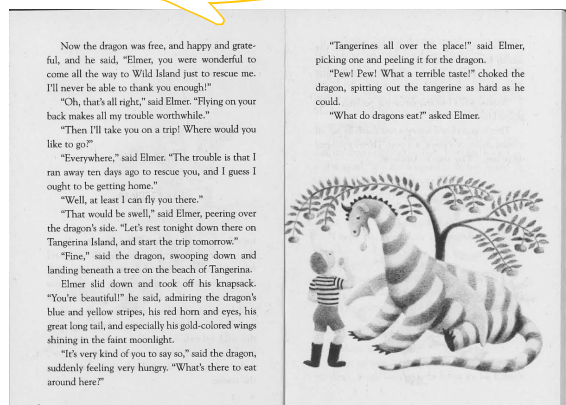 Now the dragon was free, and happy and grate-
ful, and he said, “Elmer, you were wonderful to
come all the way to Wild Island just to rescue me.
I'll never be able to thank you enough!”
“Oh, that's all right,” said Elmer. “Flying on your
back makes all my trouble worthwhile.”
“Then I'll take you on a trip! Where would you
like to go?”
“Everywhere,” said Elmer. “The trouble is that I
ran away ten days ago to rescue you, and I guess I
ought to be getting home.”
“Well, at least I can fly you there.”
“That would be swell,” said Elmer, peering over
the dragon's side. “Let's rest tonight down there on
Tangerina Island, and start the trip tomorrow.”
“Fine,” said the dragon, swooping down and
landing beneath a tree on the beach of Tangerina.
Elmer slid down and took off his knapsack.
“You're beautiful!” he said, admiring the dragon's
blue and yellow stripes, his red horn and eyes, his
great long tail, and especially his gold-colored wings
shining in the faint moonlight.
“It's very kind of you to say so,” said the dragon,
suddenly feeling very hungry. “What's there to eat
around here?”
“Tangerines all over the place!” said Elmer,
picking one and peeling it for the dragon.
“Pew! Pew! What a terrible taste!” choked the
dragon, spitting out the tangerine as hard as he
could.
“What do dragons eat?” asked Elmer.